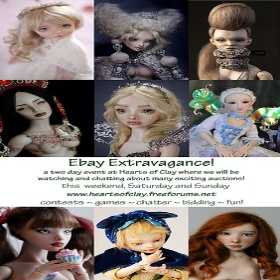 Ebay Extravagance!
a two day event at Hearts of Clay where we will be
watching and chatting about many exciting auctions!
this weekend, Saturday and Sunday
www.heartsofclay.freeforums.net
contests ~ games ~ chatter ~ bidding ~ fun!